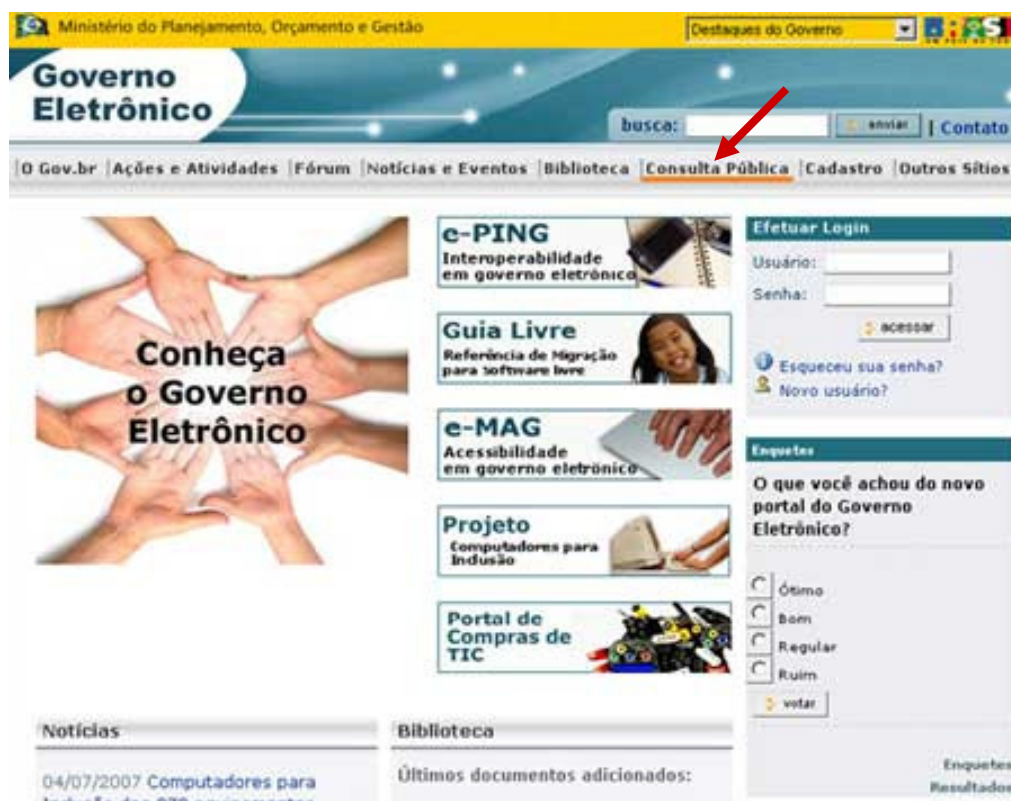 Ministério do Planejamento, Orçamento e Gestão
Destaques do Governo
Governo
Eletrônico
busca:
enviar
| Contato
|O Gov.br |Ações e Atividades |Fórum |Notícias e Eventos |Biblioteca |Consulta Pública |Cadastro |Outros Sítios
Conheça
o Governo
Eletrônico
e-PING
Interoperabilidade
em governo eletrônico
Guia Livre
Referência de Migração
para Software livre
e-MAG
Acessibilidade
em governo eletrônico
Projeto
Computadores para
Inclusão
Portal de
Compras de
TIC
Efetuar Login
Usuário:
Senha:
acessar
Esqueceu sua senha?
Novo usuário?
Enquetes
O que você achou do novo
portal do Governo
Eletrônico?
Ótimo
Bom
Regular
Ruim
votar
Enquetes
Resultados
Notícias
04/07/2007 Computadores para
Biblioteca
Últimos documentos adicionados: